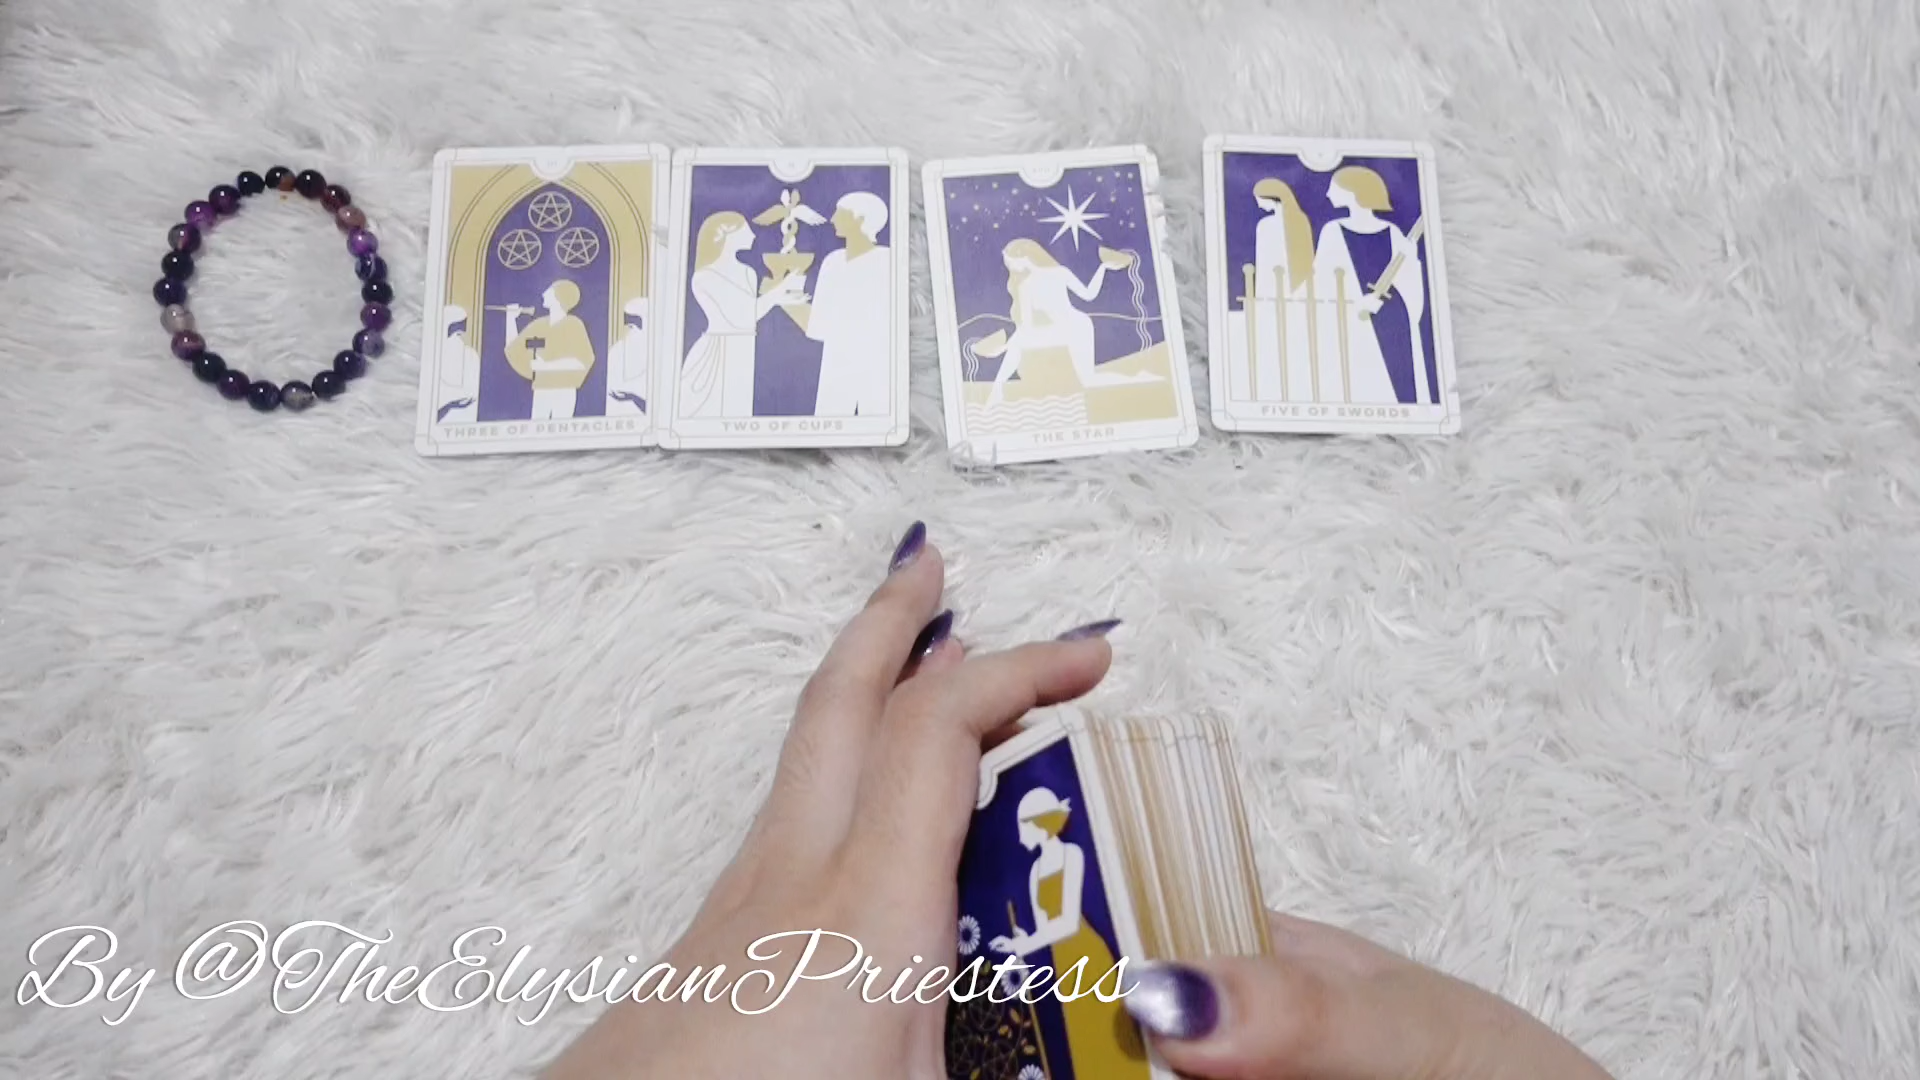 THREE OF PENTACLES
TWO OF CUPS
THE STAR
FIVE OF SWORDS
By @TheElysianPriestess